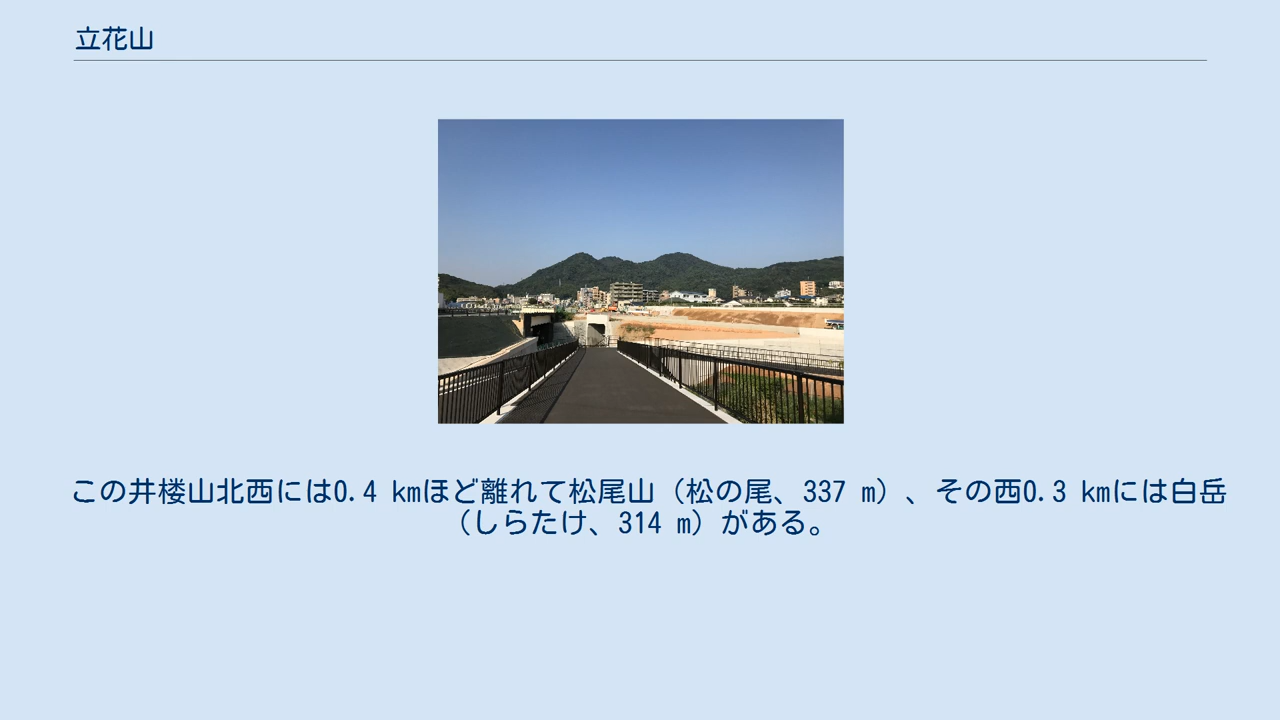 立花山
この井楼山北西には0.4 kmほど離れて松尾山（松の尾、337 m）、その西0.3 kmには白岳
（しらたけ、314 m）がある。